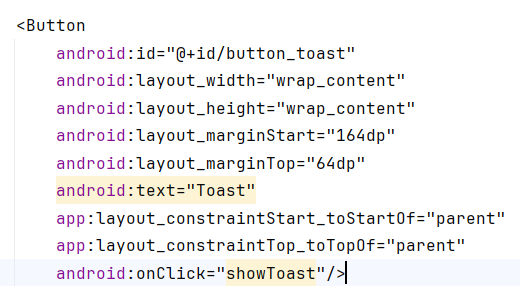 <Button
android:id="@+id/button_toast"
android:layout_width="wrap_content"
android:layout_height="wrap_content"
android:layout_marginStart="164dp"
android:layout_marginTop="64dp"
android:text="Toast"
app:layout_constraintStart_toStartOf="parent"
app:layout_constraintTop_toTopOf="parent"
android:onClick="showToast"/>